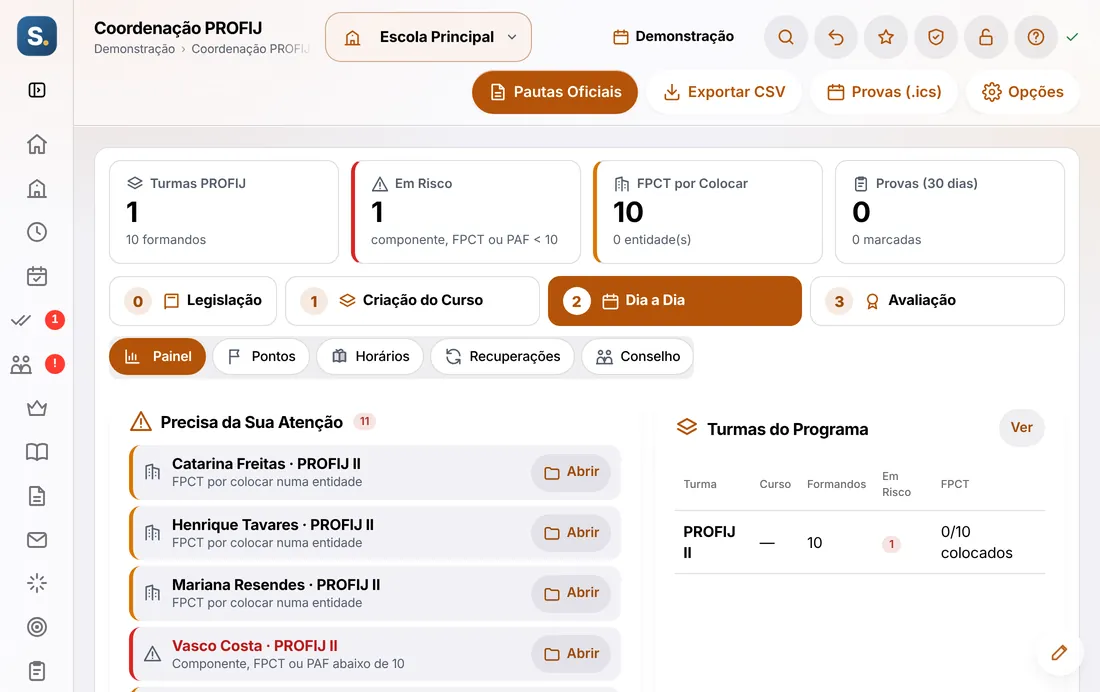 S.
Coordenação PROFIJ
Demonstração › Coordenação PROFIJ
Escola Principal
Demonstração
Pautas Oficiais
Exportar CSV
Provas (.ics)
Opções
1
!
Turmas PROFIJ
1
10 formandos
Em Risco
1
componente, FPCT ou PAF < 10
FPCT por Colocar
10
0 entidade(s)
Provas (30 dias)
0
0 marcadas
0 Legislação
1 Criação do Curso
2 Dia a Dia
3 Avaliação
Painel
Pontos
Horários
Recuperações
Conselho
Precisa da Sua Atenção 11
Catarina Freitas · PROFIJ II
FPCT por colocar numa entidade
Abrir
Henrique Tavares · PROFIJ II
FPCT por colocar numa entidade
Abrir
Mariana Resendes · PROFIJ II
FPCT por colocar numa entidade
Abrir
Vasco Costa · PROFIJ II
Componente, FPCT ou PAF abaixo de 10
Abrir
Turmas do Programa
Ver
Turma Curso Formandos Em Risco FPCT
PROFIJ II — 10 1 0/10 colocados